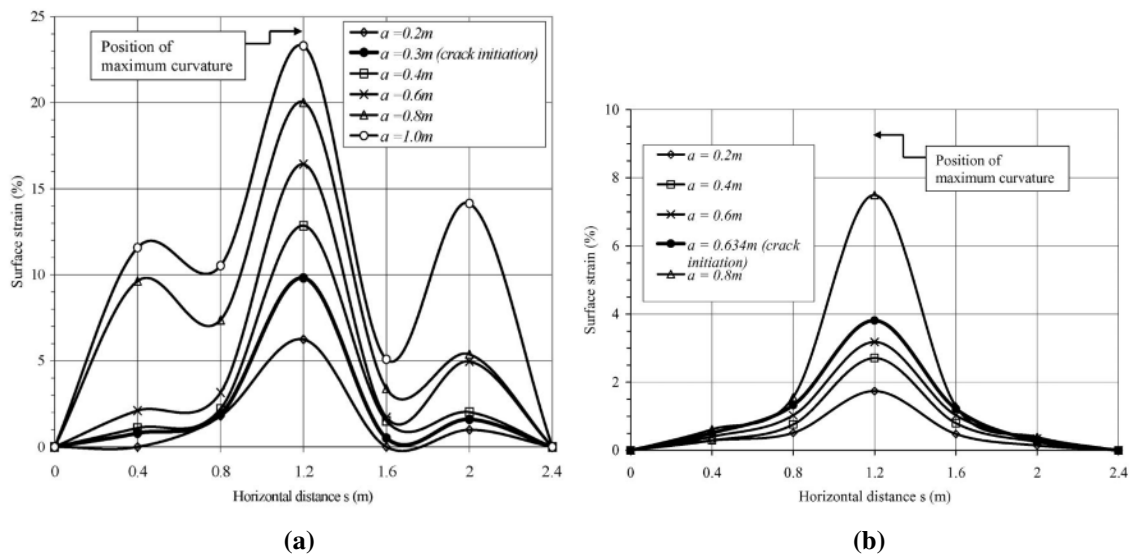 (a)
25
20
15
10
5
0
Surface strain (%)
Position of
maximum curvature
a =0.2m
a =0.3m (crack initiation)
a =0.4m
a =0.6m
a =0.8m
a =1.0m
0 0.4 0.8 1.2 1.6 2 2.4
Horizontal distance s (m)
(a)
10
8
6
4
2
0
Surface strain (%)
a = 0.2m
a = 0.4m
a = 0.6m
a = 0.634m (crack
initiation)
a = 0.8m
Position of
maximum curvature
0 0.4 0.8 1.2 1.6 2 2.4
Horizontal distance s (m)
(b)